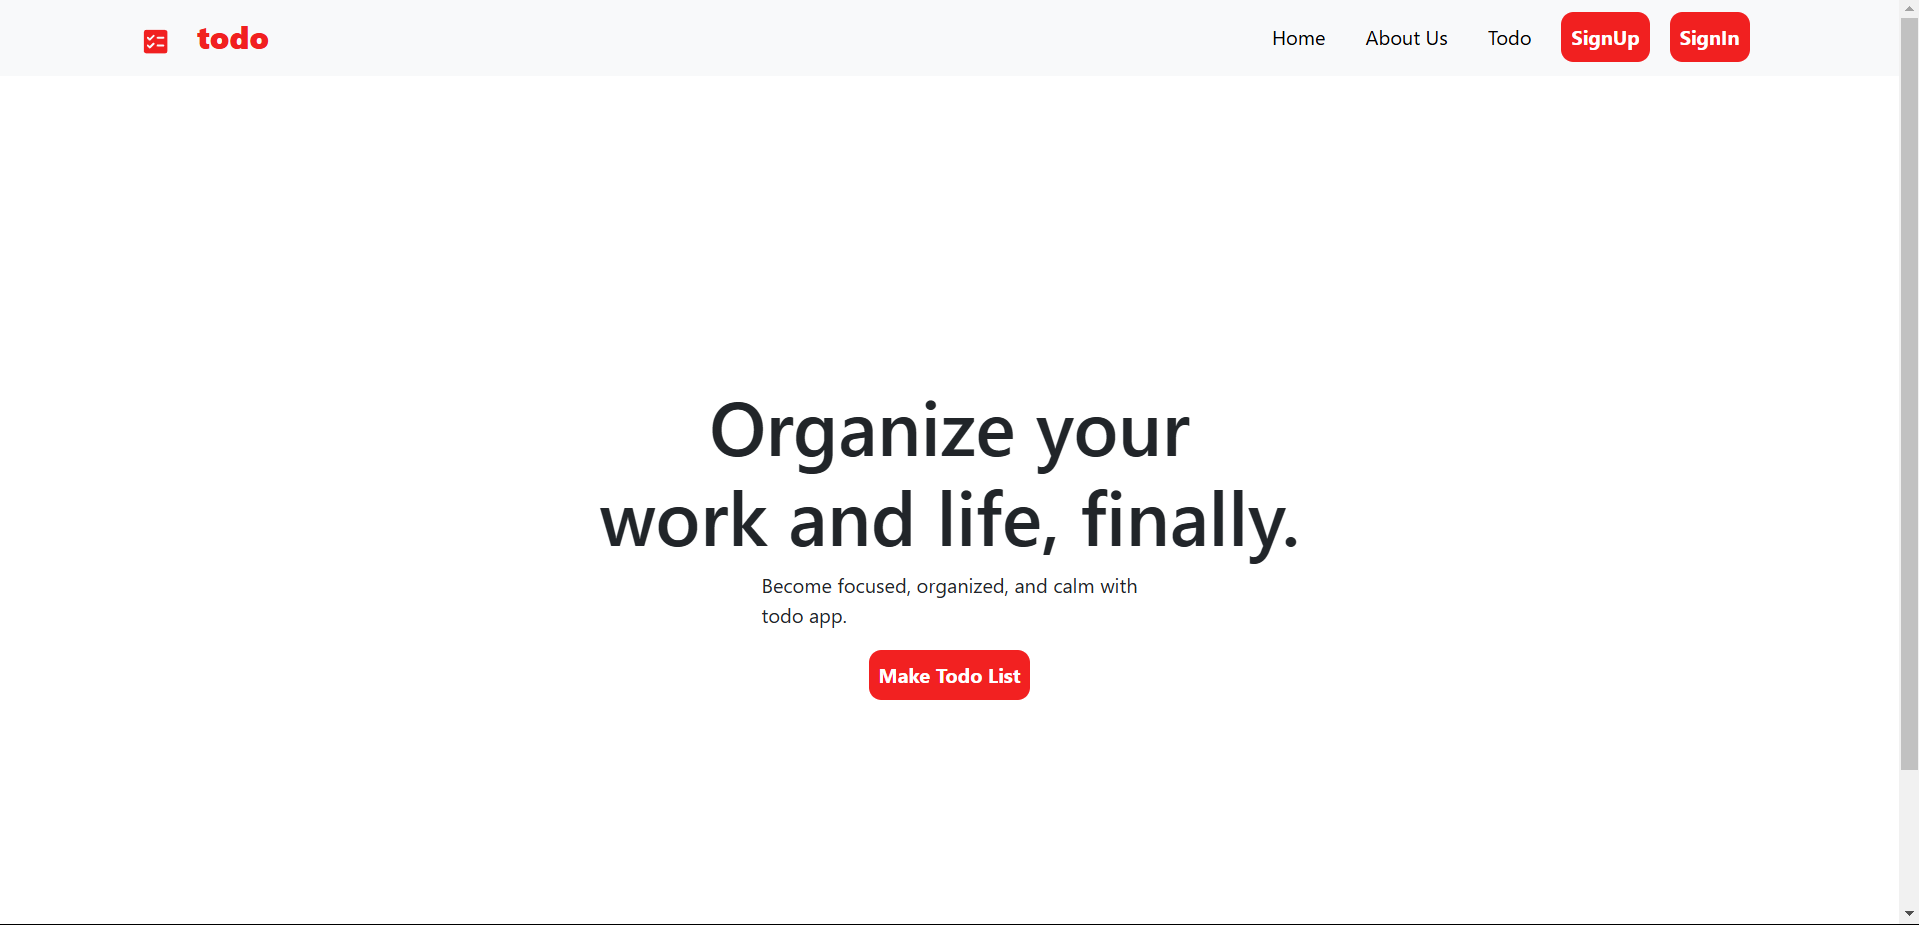 todo
Home
About Us
Todo
SignUp
SignIn
Organize your
work and life, finally.
Become focused, organized, and calm with
todo app.
Make Todo List